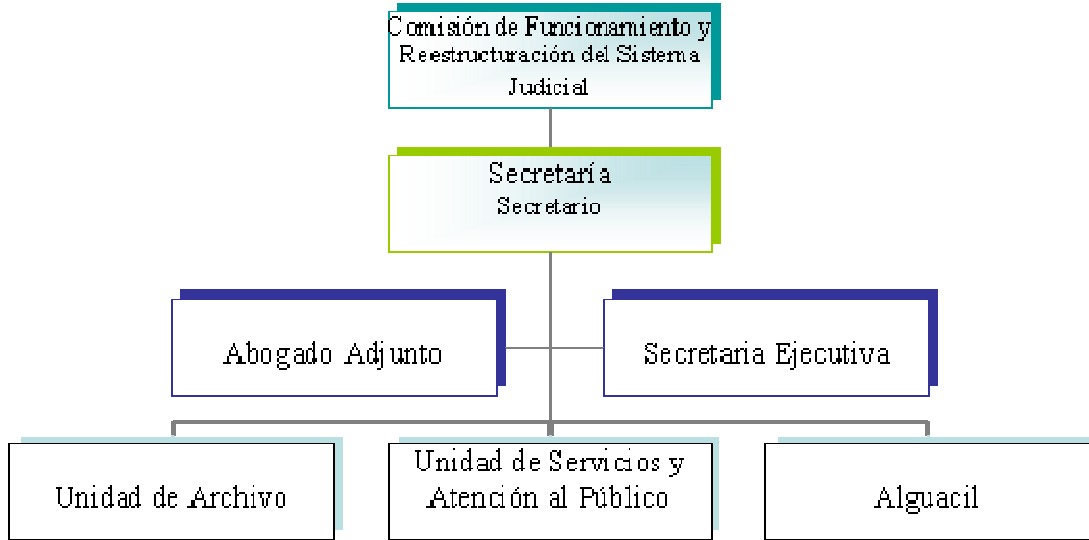 Comisión de Funcionamiento y
Reestructuración del Sistema
Judicial
Secretaría
Secretario
Abogado Adjunto
Secretaria Ejecutiva
Unidad de Archivo
Unidad de Servicios y
Atención al Público
Alguacil